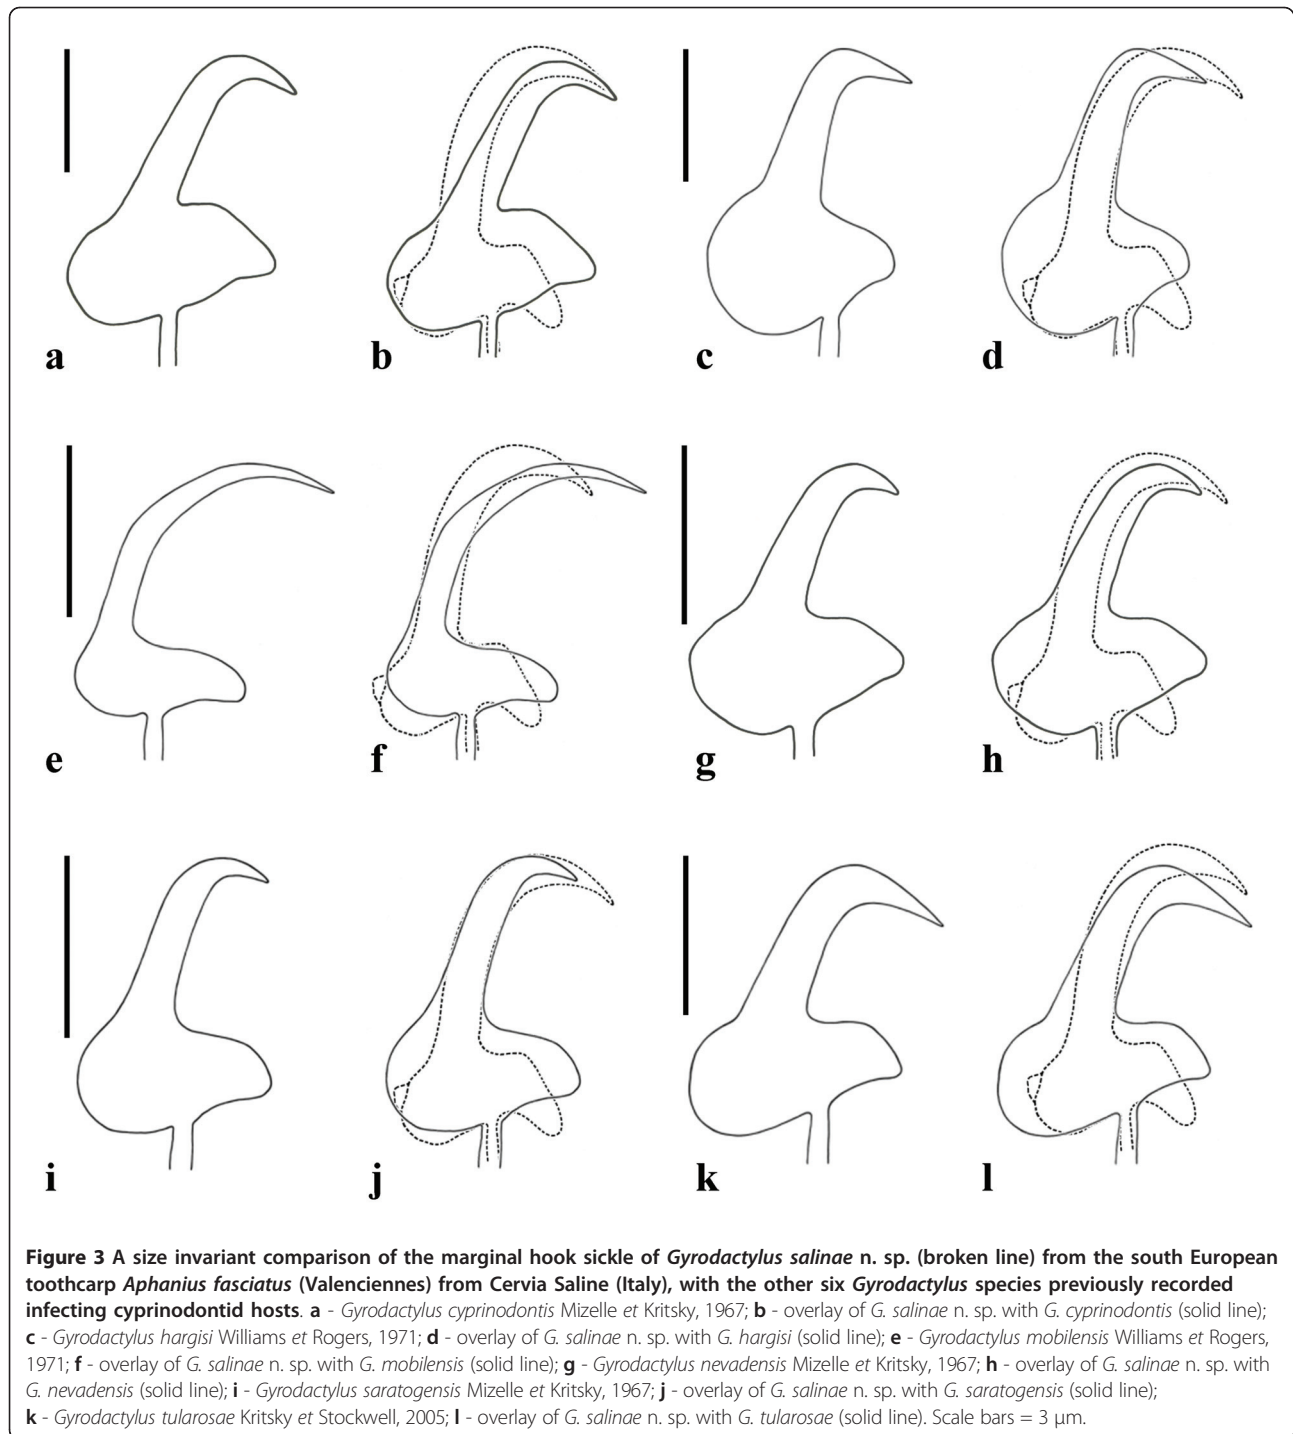 a b c d
e f g h
i j k l
Figure 3 A size invariant comparison of the marginal hook sickle of Gyrodactylus salinae n. sp. (broken line) from the south European
toothcarp Aphanius fasciatus (Valenciennes) from Cervia Saline (Italy), with the other six Gyrodactylus species previously recorded
infecting cyprinodontid hosts. a - Gyrodactylus cyprinodontis Mizelle et Kritsky, 1967; b - overlay of G. salinae n. sp. with G. cyprinodontis (solid line);
c - Gyrodactylus hargisi Williams et Rogers, 1971; d - overlay of G. salinae n. sp. with G. hargisi (solid line); e - Gyrodactylus mobilensis Williams et Rogers,
1971; f - overlay of G. salinae n. sp. with G. mobilensis (solid line); g - Gyrodactylus nevadensis Mizelle et Kritsky, 1967; h - overlay of G. salinae n. sp. with
G. nevadensis (solid line); i - Gyrodactylus saratogensis Mizelle et Kritsky, 1967; j - overlay of G. salinae n. sp. with G. saratogensis (solid line);
k - Gyrodactylus tularosae Kritsky et Stockwell, 2005; l - overlay of G. salinae n. sp. with G. tularosae (solid line). Scale bars = 3 μm.